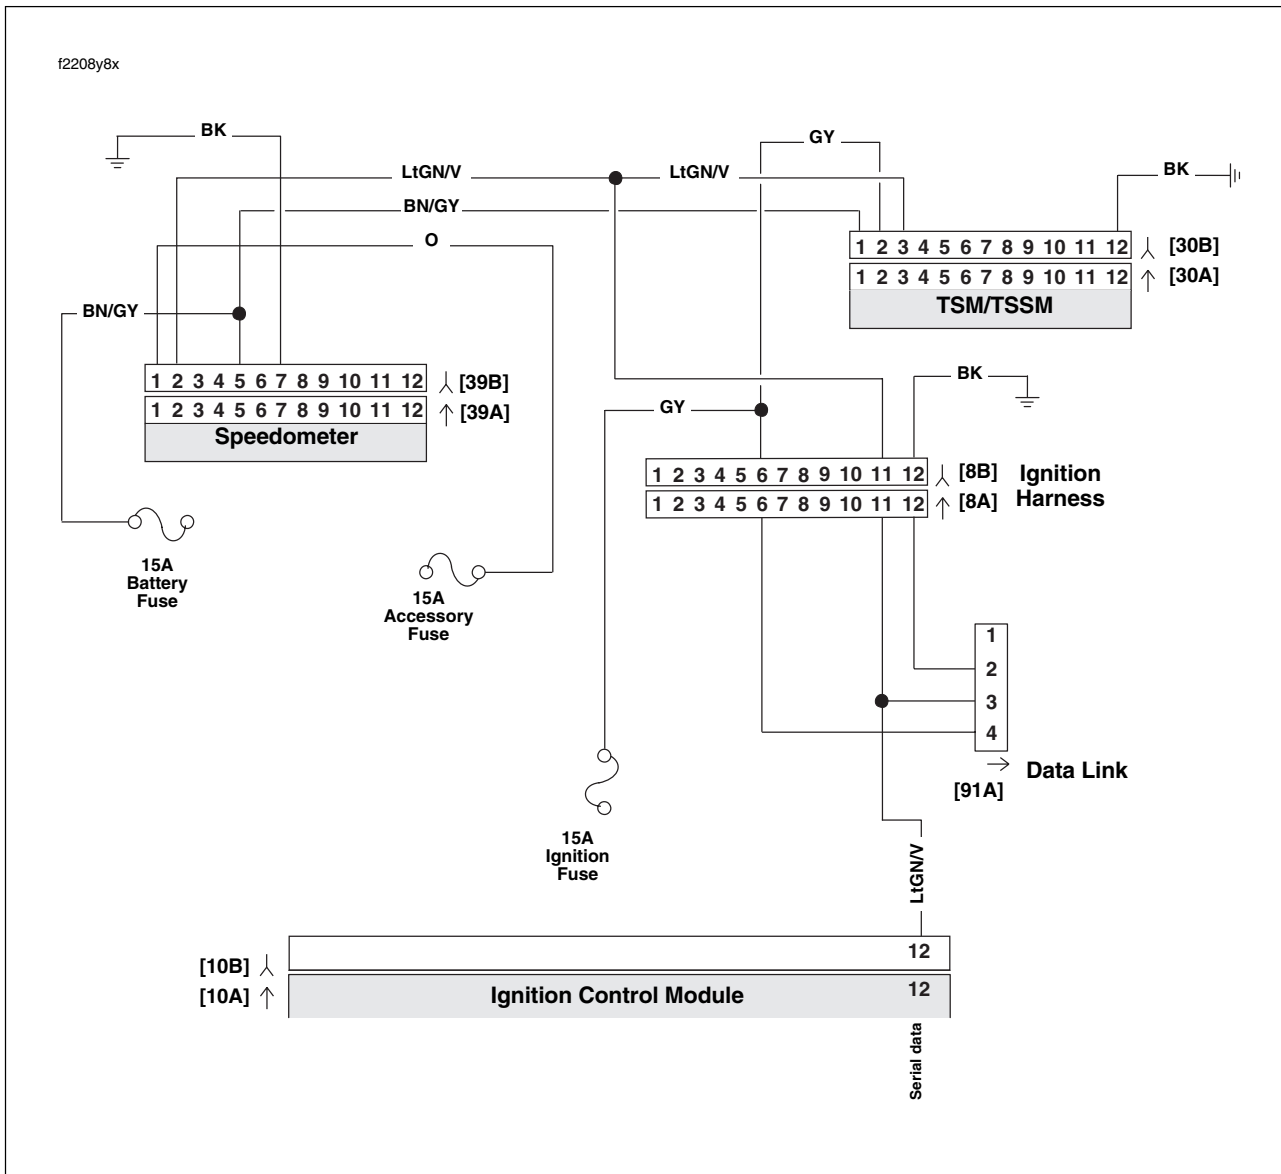 f2208y8x
BK
GY
LtGN/V
LtGN/V
BK
BN/GY
O
1 2 3 4 5 6 7 8 9 10 11 12
[30B]
1 2 3 4 5 6 7 8 9 10 11 12
[30A]
TSM/TSSM
BN/GY
1 2 3 4 5 6 7 8 9 10 11 12
[39B]
1 2 3 4 5 6 7 8 9 10 11 12
[39A]
Speedometer
BK
GY
1 2 3 4 5 6 7 8 9 10 11 12
[8B]
1 2 3 4 5 6 7 8 9 10 11 12
[8A]
Ignition
Harness
15A
Battery
Fuse
15A
Accessory
Fuse
1
2
3
4
[91A]
Data Link
15A
Ignition
Fuse
LtGN/V
[10B]
12
[10A]
Ignition Control Module
12
Serial data